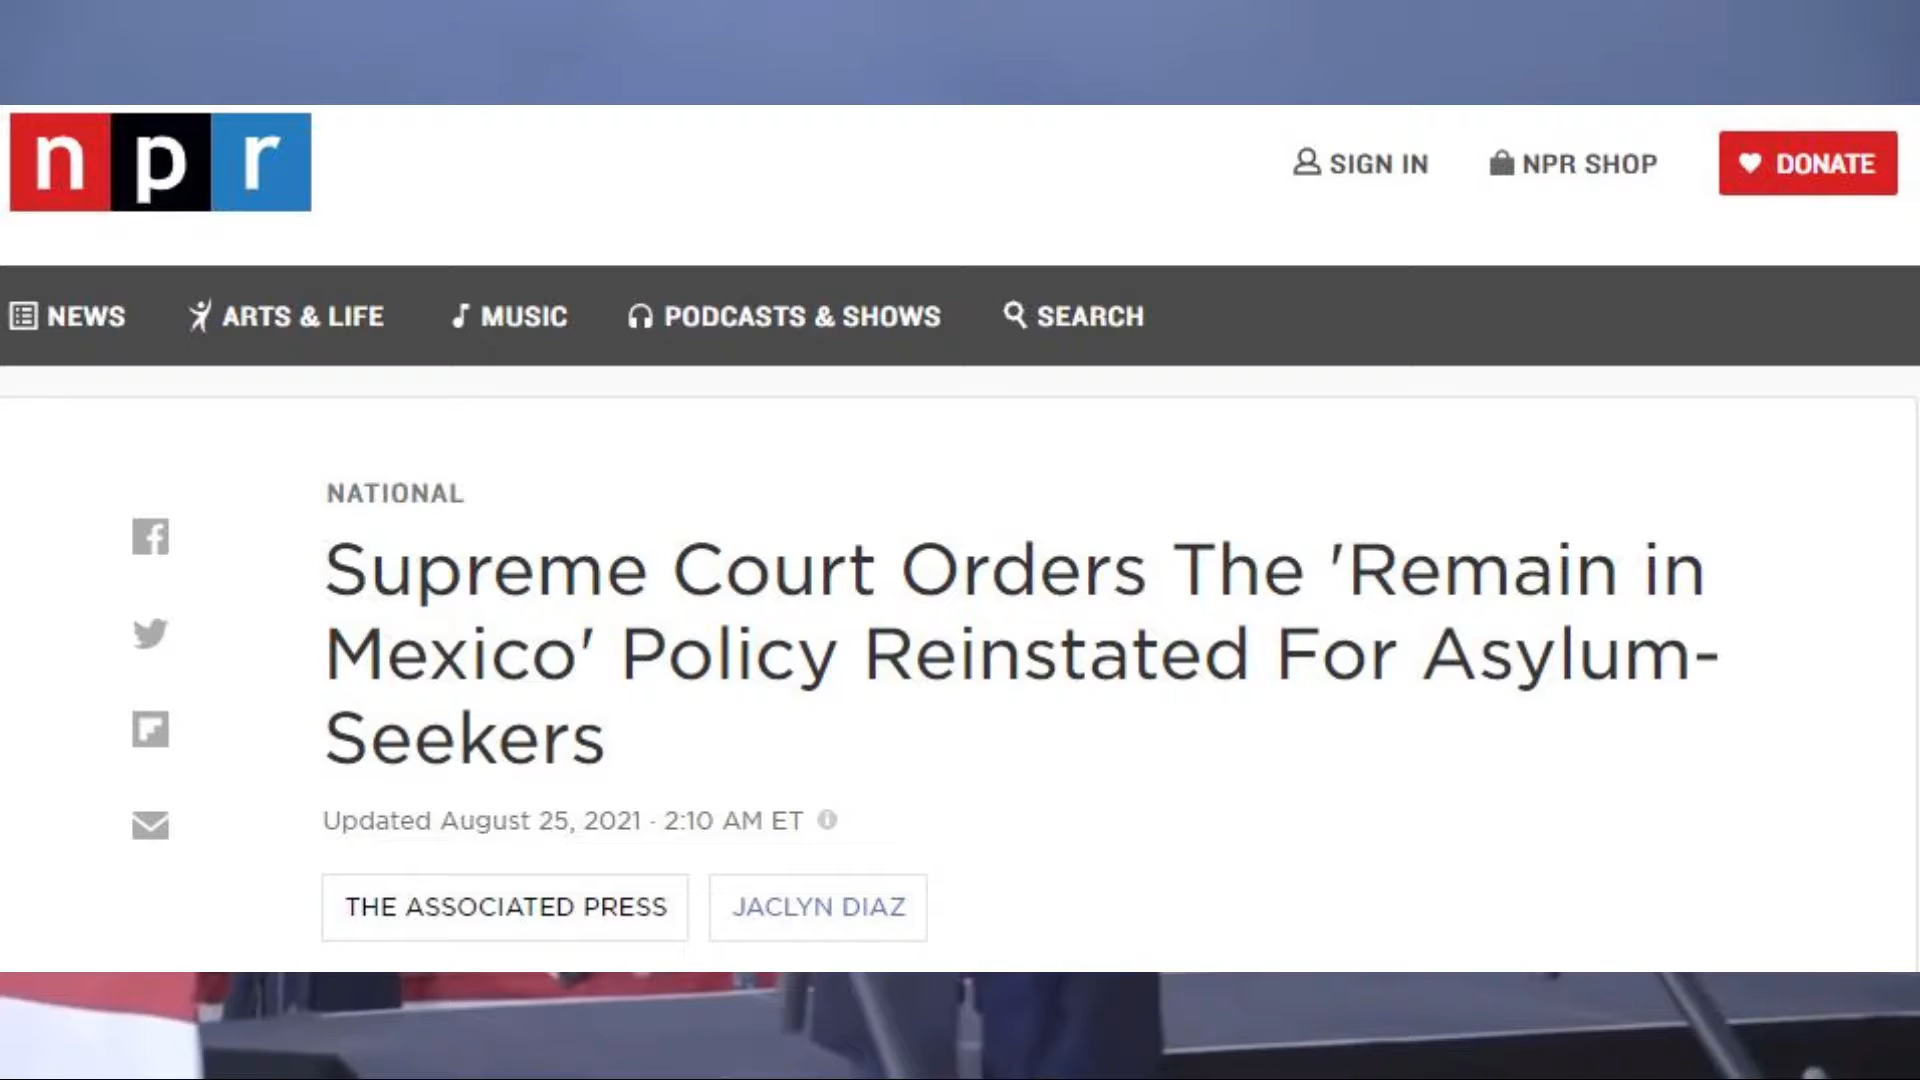 npr
SIGN IN
NPR SHOP
DONATE
NEWS
ARTS & LIFE
MUSIC
PODCASTS & SHOWS
SEARCH
NATIONAL
Supreme Court Orders The 'Remain in
Mexico' Policy Reinstated For Asylum-
Seekers
Updated August 25, 2021 · 2:10 AM ET
THE ASSOCIATED PRESS
JACLYN DIAZ